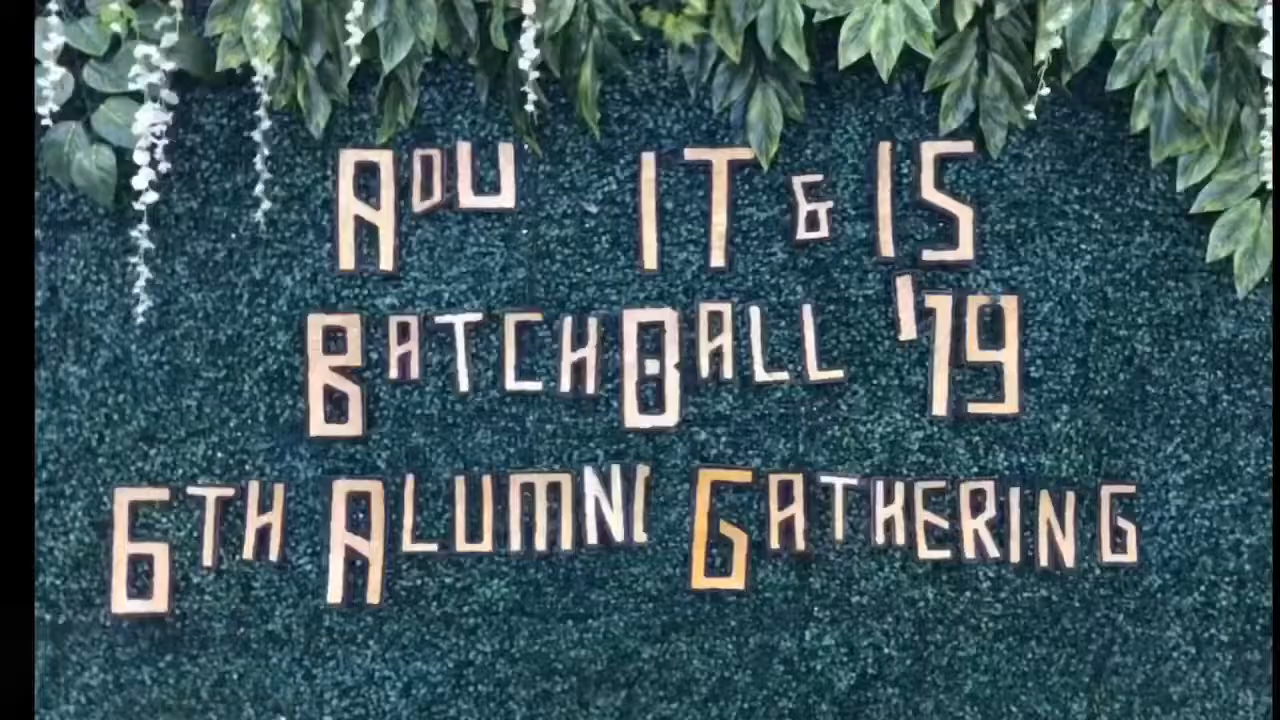 ADU IT & IS
BATCHBALL '19
6TH ALUMNI GATHERING